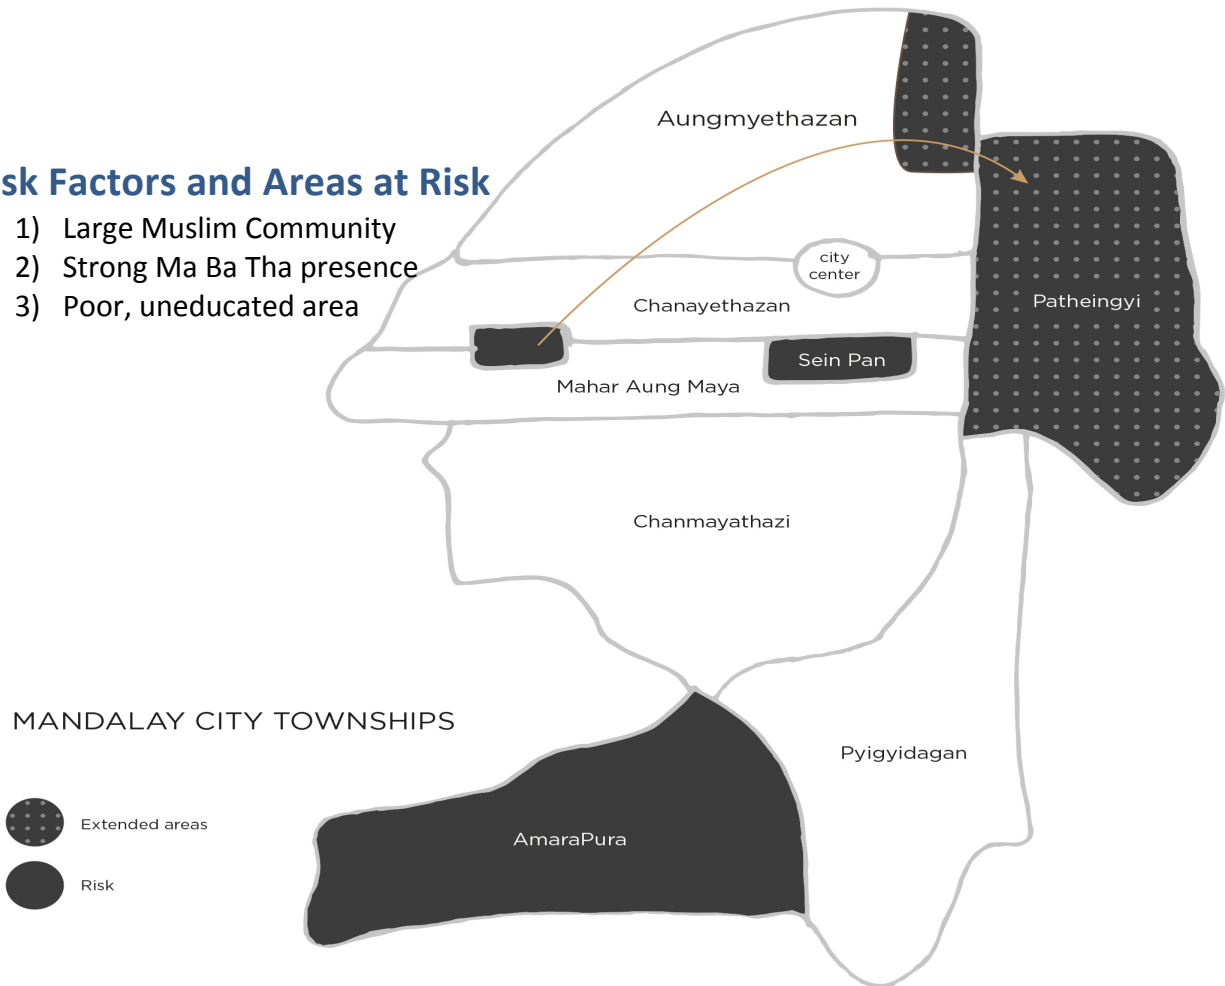 Aungmyethazan
sk Factors and Areas at Risk
1) Large Muslim Community
2) Strong Ma Ba Tha presence
3) Poor, uneducated area
city
center
Chanayethazan
Patheingyi
Sein Pan
Mahar Aung Maya
Chanmayathazi
MANDALAY CITY TOWNSHIPS
Pyigyidagan
Extended areas
AmaraPura
Risk